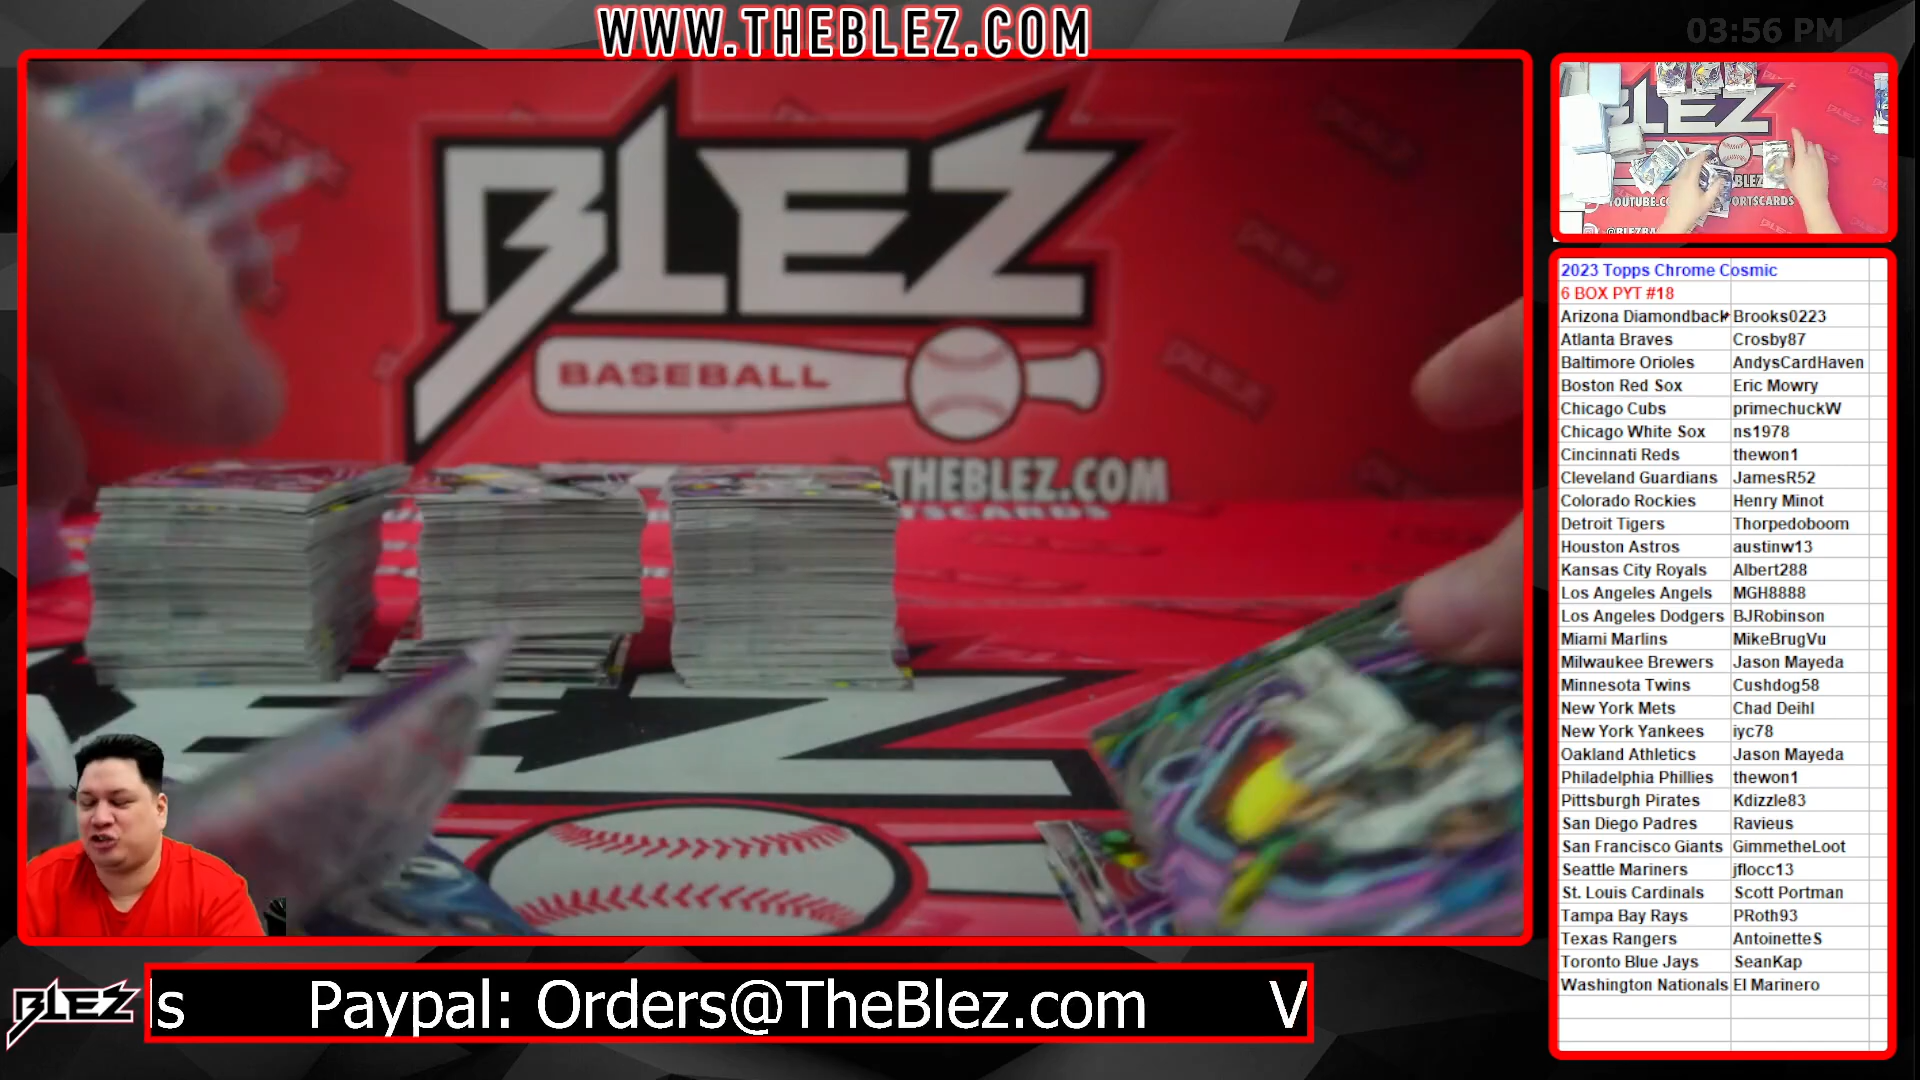 WWW.THEBLEZ.COM
03:56 PM
BLEZ
BASEBALL
THEBLEZ.COM
TSCARDS
LEZ
BLEZ
YOUTUBE.C
ORTSCARDS
2023 Topps Chrome Cosmic
6 BOX PYT #18
Arizona Diamondback Brooks0223
Atlanta Braves Crosby87
Baltimore Orioles AndysCardHaven
Boston Red Sox Eric Mowry
Chicago Cubs primechuckW
Chicago White Sox ns1978
Cincinnati Reds thewon1
Cleveland Guardians JamesR52
Colorado Rockies Henry Minot
Detroit Tigers Thorpedoboom
Houston Astros austinw13
Kansas City Royals Albert288
Los Angeles Angels MGH8888
Los Angeles Dodgers BJRobinson
Miami Marlins MikeBrugVu
Milwaukee Brewers Jason Mayeda
Minnesota Twins Cushdog58
New York Mets Chad Deihl
New York Yankees iyc78
Oakland Athletics Jason Mayeda
Philadelphia Phillies thewon1
Pittsburgh Pirates Kdizzle83
San Diego Padres Ravieus
San Francisco Giants GimmetheLoot
Seattle Mariners jflocc13
St. Louis Cardinals Scott Portman
Tampa Bay Rays PRoth93
Texas Rangers AntoinetteS
Toronto Blue Jays SeanKap
Washington Nationals El Marinero
BLEZ
ls Paypal: Orders@TheBlez.com V